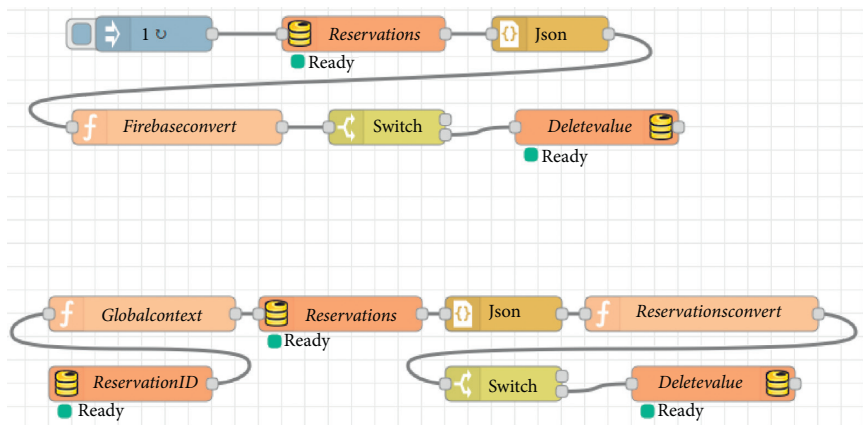 1 ↻
Reservations
Json
Ready
Firebaseconvert
Switch
Deletevalue
Ready
Globalcontext
Reservations
Json
Reservationsconvert
Ready
ReservationID
Switch
Deletevalue
Ready
Ready